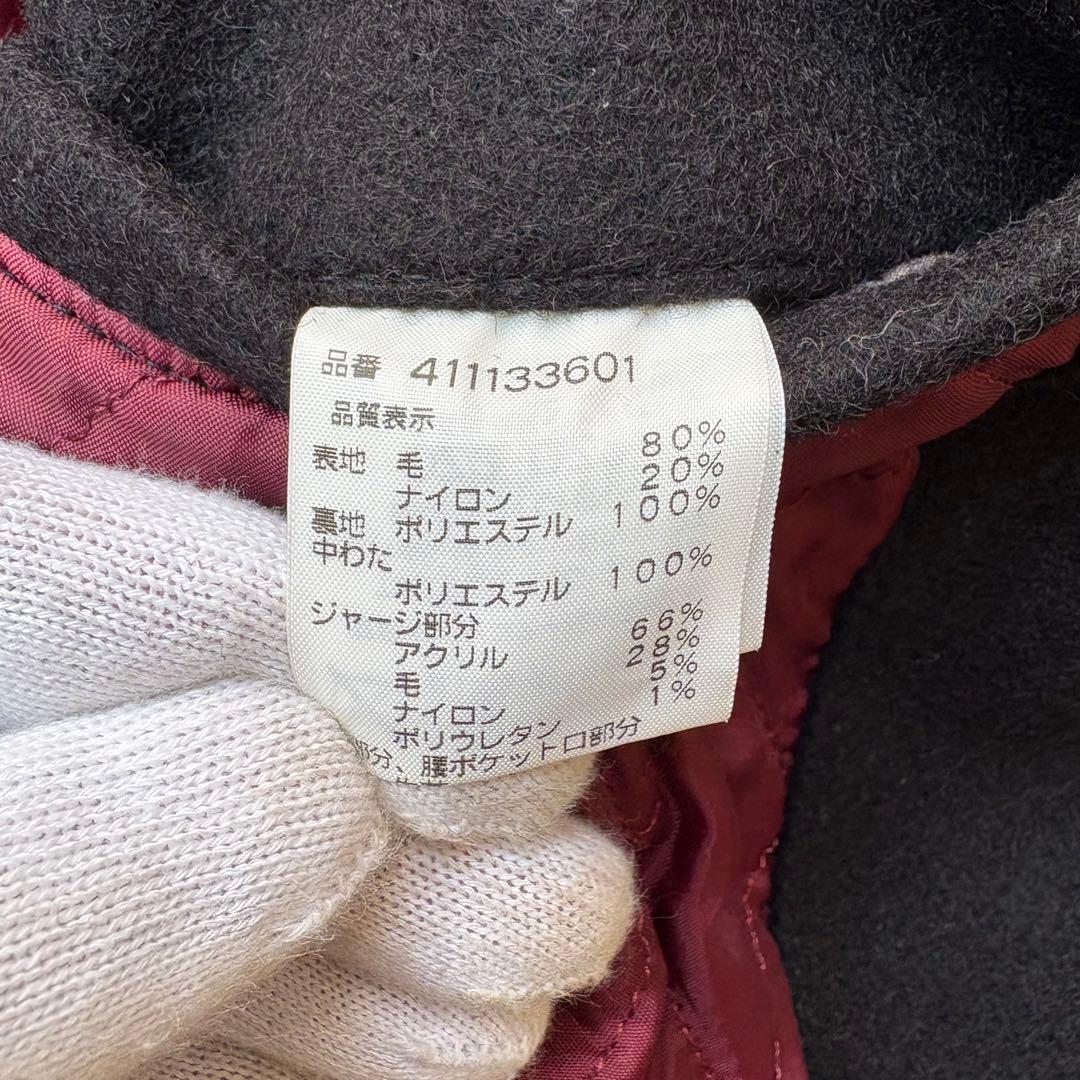 品番 411133601
品質表示
表地 毛 80%
ナイロン 20%
裏地 ポリエステル 100%
中わた
ポリエステル 100%
ジャージ部分
アクリル 66%
毛 28%
ナイロン 5%
ポリウレタン 1%
部分、腰ポケット口部分